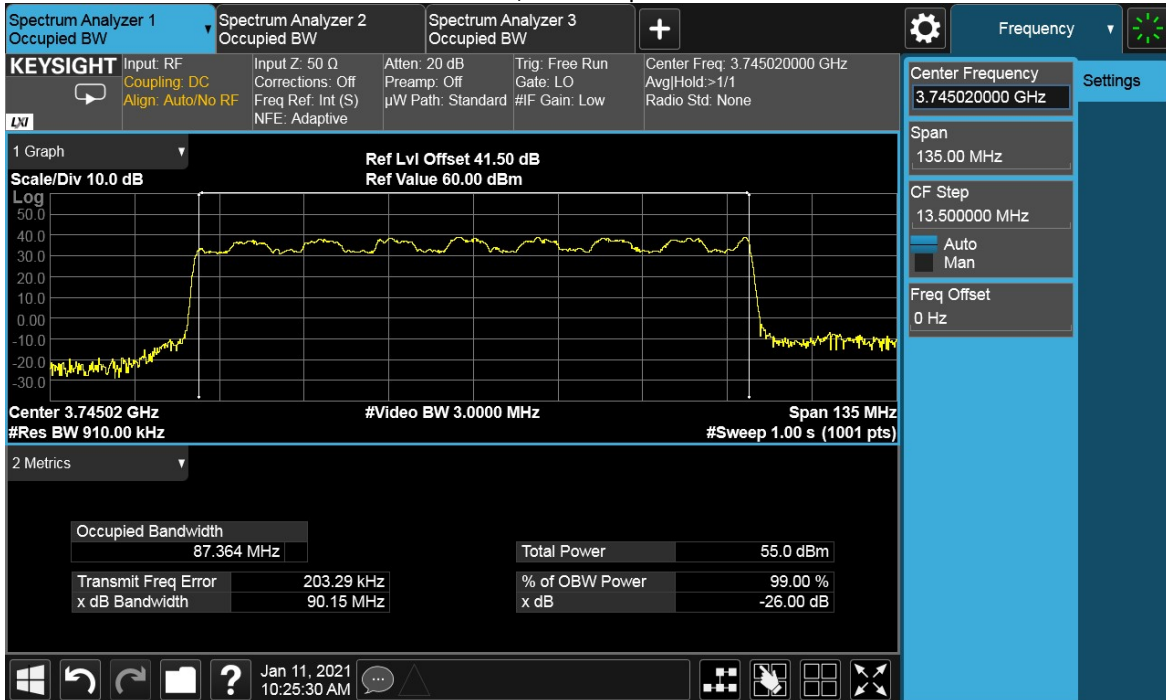 Spectrum Analyzer 1
Occupied BW
Spectrum Analyzer 2
Occupied BW
Spectrum Analyzer 3
Occupied BW
+
Frequency
KEYSIGHT
LXI
Input: RF
Coupling: DC
Align: Auto/No RF
Input Z: 50 Ω
Corrections: Off
Freq Ref: Int (S)
NFE: Adaptive
Atten: 20 dB
Preamp: Off
µW Path: Standard
Trig: Free Run
Gate: LO
#IF Gain: Low
Center Freq: 3.745020000 GHz
Avg|Hold:>1/1
Radio Std: None
Center Frequency
3.745020000 GHz
Settings
Span
135.00 MHz
CF Step
13.500000 MHz
Auto
Man
Freq Offset
0 Hz
1 Graph
Scale/Div 10.0 dB
Ref Lvl Offset 41.50 dB
Ref Value 60.00 dBm
Log
50.0
40.0
30.0
20.0
10.0
0.00
-10.0
-20.0
-30.0
Center 3.74502 GHz
#Video BW 3.0000 MHz
Span 135 MHz
#Res BW 910.00 kHz
#Sweep 1.00 s (1001 pts)
2 Metrics
Occupied Bandwidth
87.364 MHz
Total Power 55.0 dBm
Transmit Freq Error 203.29 kHz
% of OBW Power 99.00 %
x dB Bandwidth 90.15 MHz
x dB -26.00 dB
?
Jan 11, 2021
10:25:30 AM